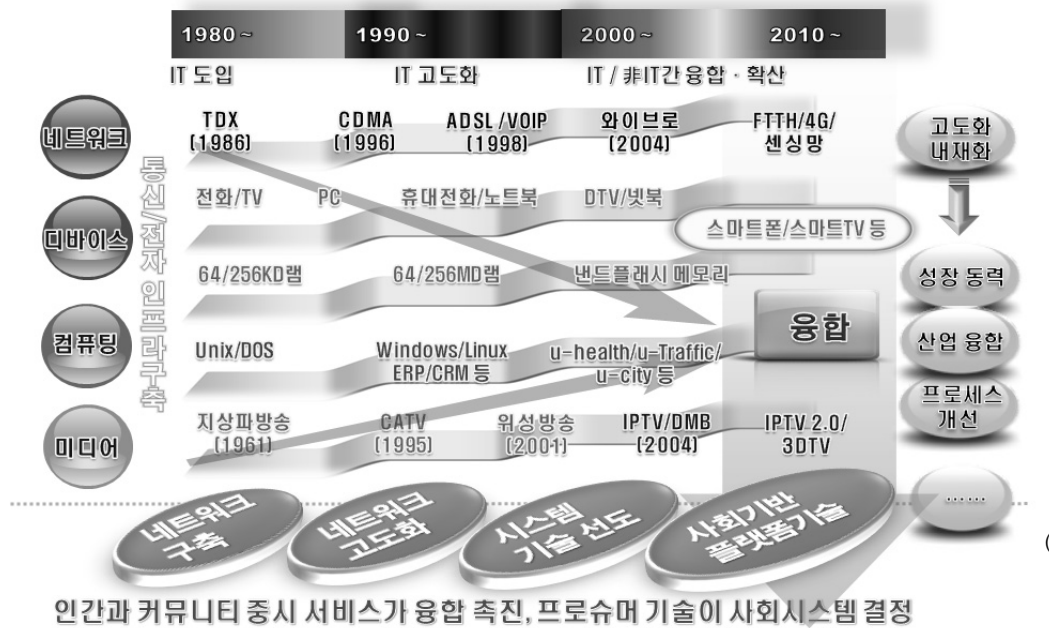 1980~ 1990~ 2000~ 2010~
IT 도입 IT 고도화 IT / 非IT간 융합 · 확산
네트워크
TDX
(1986)
CDMA
(1996)
ADSL/VOIP
(1998)
와이브로
(2004)
FTTH/4G/
센싱망
고도화
내재화
통신/전자 인프라구축
디바이스
전화/TV PC 휴대전화/노트북 DTV/넷북
스마트폰/스마트TV 등
64/256KD램 64/256MD램 낸드플래시 메모리
성장 동력
컴퓨팅
Unix/DOS
Windows/Linux
ERP/CRM 등
u-health/u-Traffic/
u-city 등
융합
산업 융합
프로세스
개선
미디어
지상파방송
(1961)
CATV
(1995)
위성방송
(2001)
IPTV/DMB
(2004)
IPTV 2.0/
3DTV
……
네트워크
구축
네트워크
고도화
시스템
기술 선도
사회기반
플랫폼기술
(
인간과 커뮤니티 중시 서비스가 융합 촉진, 프로슈머 기술이 사회시스템 결정